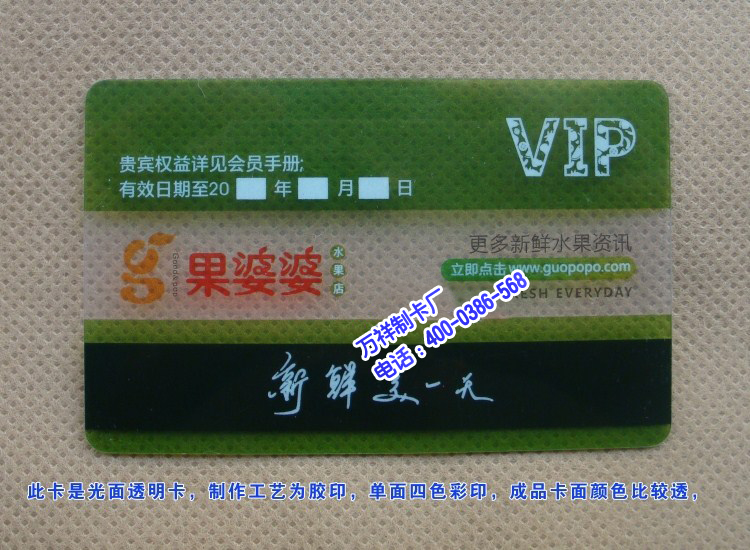 VIP
贵宾权益详见会员手册;
有效日期至20 年 月 日
果婆婆
水果店
更多新鲜水果资讯
立即点击www.guopopo.com
ESH EVERYDAY
万祥制卡厂
电话:400-0386-568
新鲜每一天
此卡是光面透明卡，制作工艺为胶印，单面四色彩印，成品卡面颜色比较透，